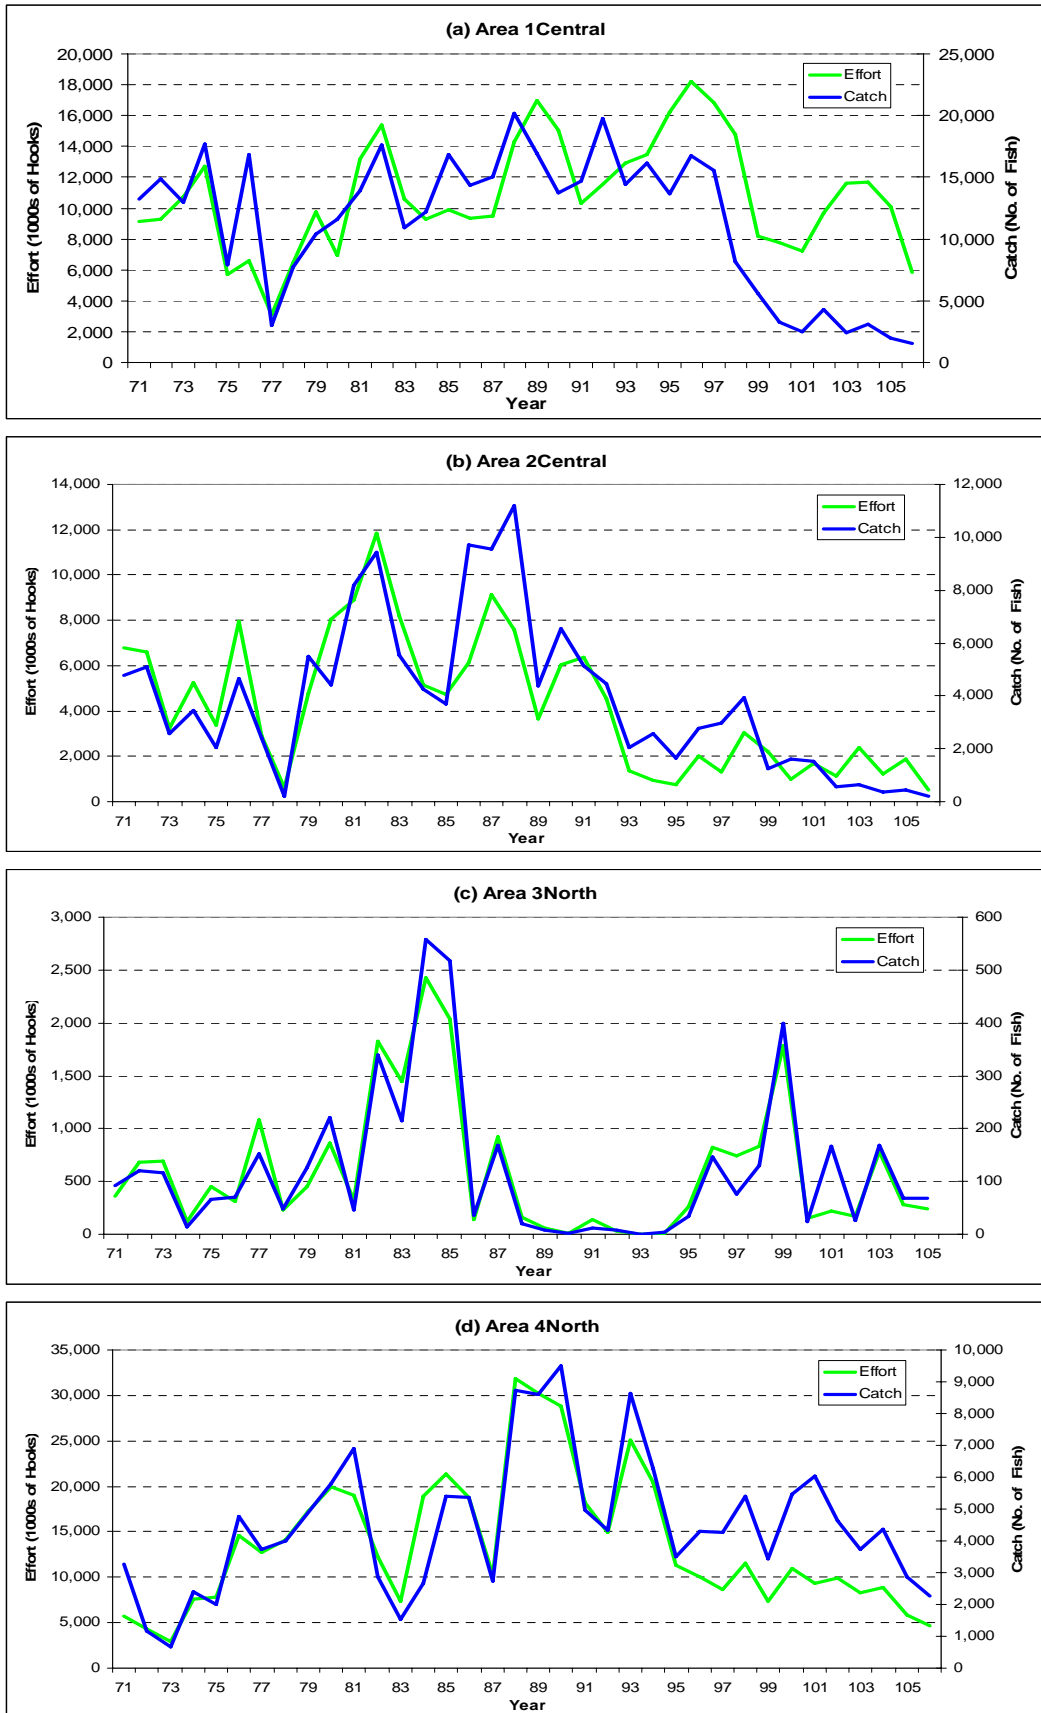 (a) Area 1Central
20,000
18,000
16,000
14,000
12,000
10,000
8,000
6,000
4,000
2,000
0
Effort (1000s of Hooks)
25,000
20,000
15,000
10,000
5,000
0
Catch (No. of Fish)
Effort
Catch
71 73 75 77 79 81 83 85 87 89 91 93 95 97 99 101 103 105
Year
(b) Area 2Central
14,000
12,000
10,000
8,000
6,000
4,000
2,000
0
Effort (1000s of Hooks)
12,000
10,000
8,000
6,000
4,000
2,000
0
Catch (No. of Fish)
Effort
Catch
71 73 75 77 79 81 83 85 87 89 91 93 95 97 99 101 103 105
Year
(c) Area 3North
3,000
2,500
2,000
1,500
1,000
500
0
Effort (1000s of Hooks)
600
500
400
300
200
100
0
Catch (No. of Fish)
Effort
Catch
71 73 75 77 79 81 83 85 87 89 91 93 95 97 99 101 103 105
Year
(d) Area 4North
35,000
30,000
25,000
20,000
15,000
10,000
5,000
0
Effort (1000s of Hooks)
10,000
9,000
8,000
7,000
6,000
5,000
4,000
3,000
2,000
1,000
0
Catch (No. of Fish)
Effort
Catch
71 73 75 77 79 81 83 85 87 89 91 93 95 97 99 101 103 105
Year